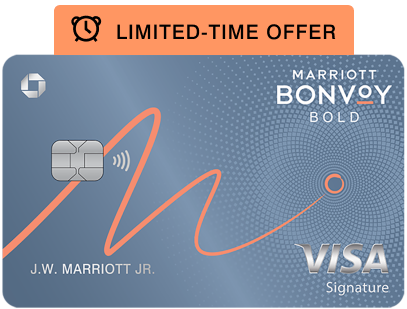 LIMITED-TIME OFFER
MARRIOTT
BONVOY
BOLD
J.W. MARRIOTT JR.
VISA
Signature